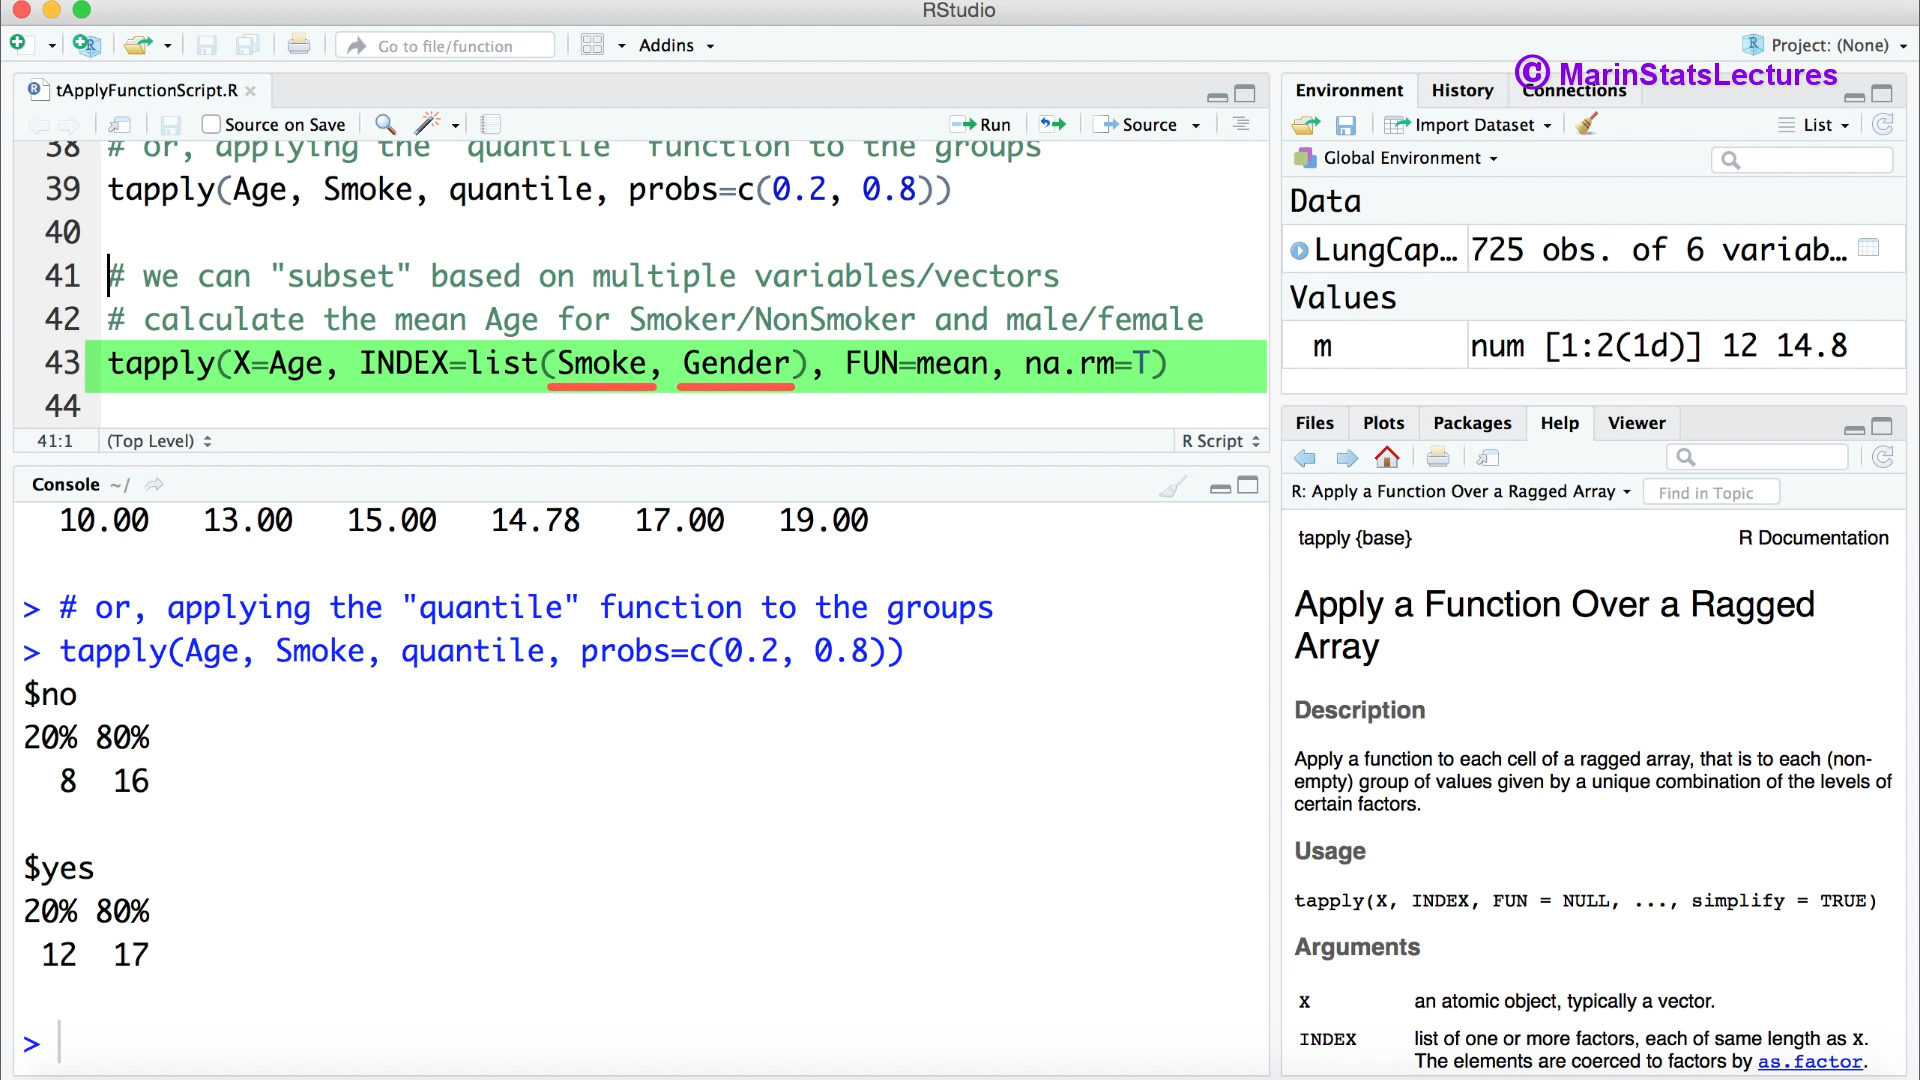 RStudio
Go to file/function
Addins
Project: (None)
© MarinStatsLectures
tApplyFunctionScript.R
Source on Save
Run
Source
38 # or, applying the "quantile" function to the groups
39 tapply(Age, Smoke, quantile, probs=c(0.2, 0.8))
40
41 # we can "subset" based on multiple variables/vectors
42 # calculate the mean Age for Smoker/NonSmoker and male/female
43 tapply(X=Age, INDEX=list(Smoke, Gender), FUN=mean, na.rm=T)
44
41:1 (Top Level) R Script
Console ~/
10.00 13.00 15.00 14.78 17.00 19.00
> # or, applying the "quantile" function to the groups
> tapply(Age, Smoke, quantile, probs=c(0.2, 0.8))
$no
20% 80%
8 16
$yes
20% 80%
12 17
>
Environment History Connections
Import Dataset List
Global Environment
Data
LungCap... 725 obs. of 6 variab...
Values
m num [1:2(1d)] 12 14.8
Files Plots Packages Help Viewer
R: Apply a Function Over a Ragged Array Find in Topic
tapply {base} R Documentation
Apply a Function Over a Ragged
Array
Description
Apply a function to each cell of a ragged array, that is to each (non-
empty) group of values given by a unique combination of the levels of
certain factors.
Usage
tapply(X, INDEX, FUN = NULL, ..., simplify = TRUE)
Arguments
X an atomic object, typically a vector.
INDEX list of one or more factors, each of same length as X.
The elements are coerced to factors by as.factor.